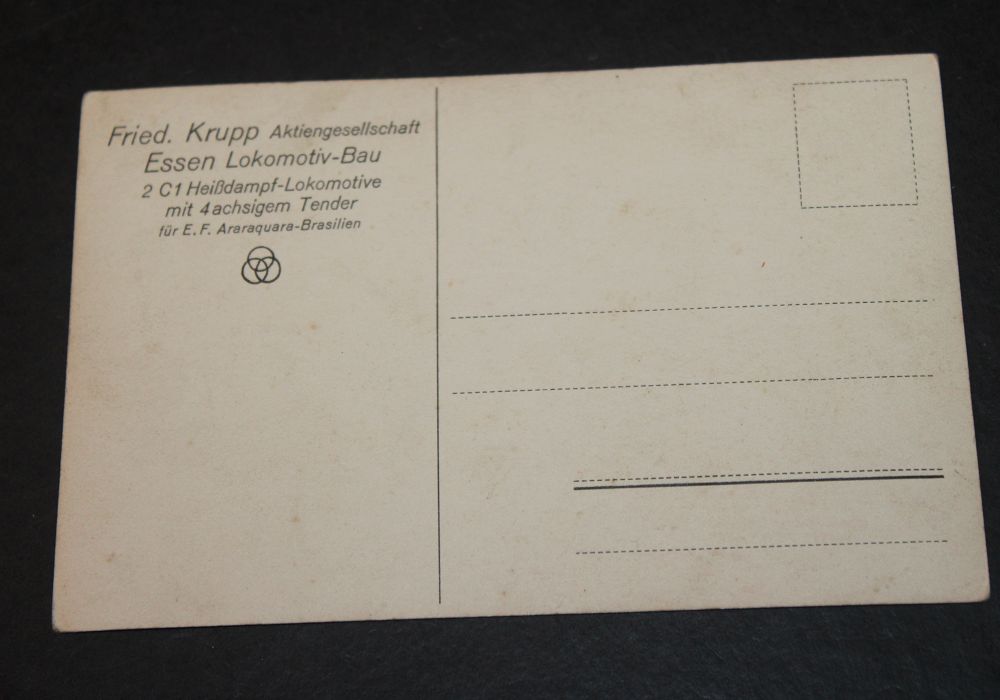 Fried. Krupp Aktiengesellschaft
Essen Lokomotiv-Bau
2 C1 Heißdampf-Lokomotive
mit 4achsigem Tender
für E. F. Araraquara-Brasilien